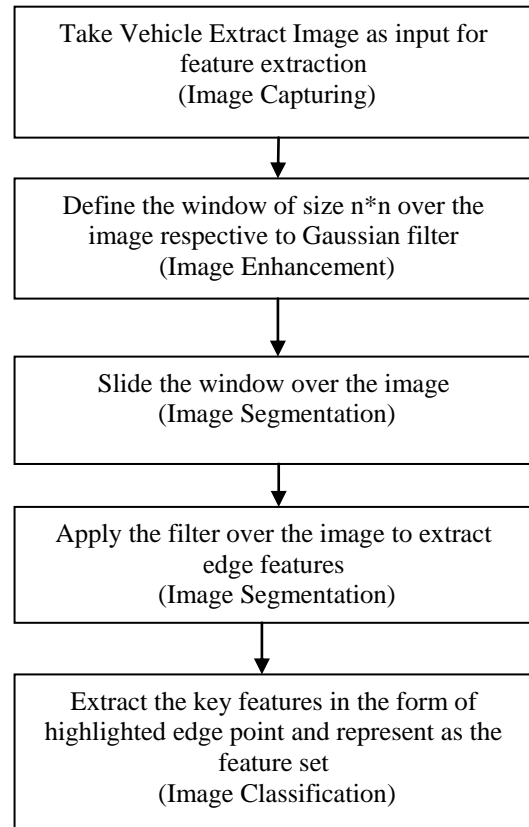 Take Vehicle Extract Image as input for
feature extraction
(Image Capturing)
Define the window of size n*n over the
image respective to Gaussian filter
(Image Enhancement)
Slide the window over the image
(Image Segmentation)
Apply the filter over the image to extract
edge features
(Image Segmentation)
Extract the key features in the form of
highlighted edge point and represent as the
feature set
(Image Classification)